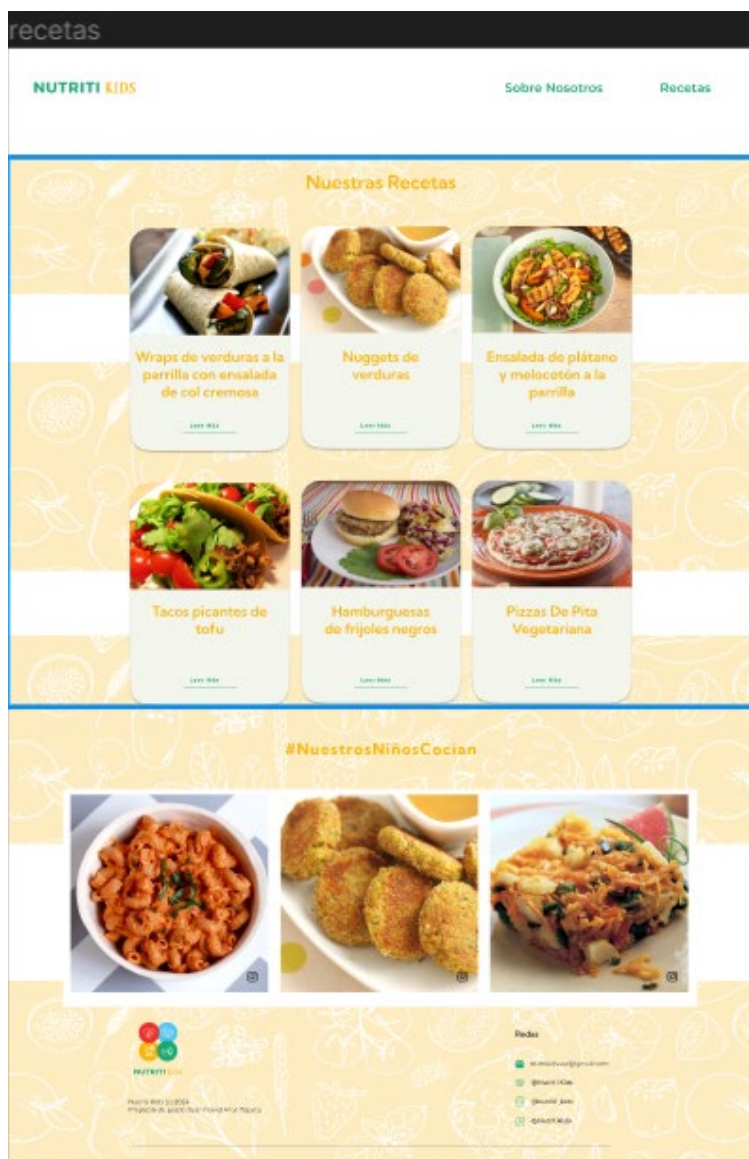 recetas
NUTRITI KIDS
Sobre Nosotros
Recetas
Nuestras Recetas
Wraps de verduras a la
parrilla con ensalada
de col cremosa
Leer Más
Nuggets de
verduras
Leer Más
Ensalada de plátano
y melocotón a la
parrilla
Leer Más
Tacos picantes de
tofu
Leer Más
Hamburguesas
de frijoles negros
Leer Más
Pizzas De Pita
Vegetariana
Leer Más
#NuestrosNiñosCocian
NUTRITI KIDS
Redes